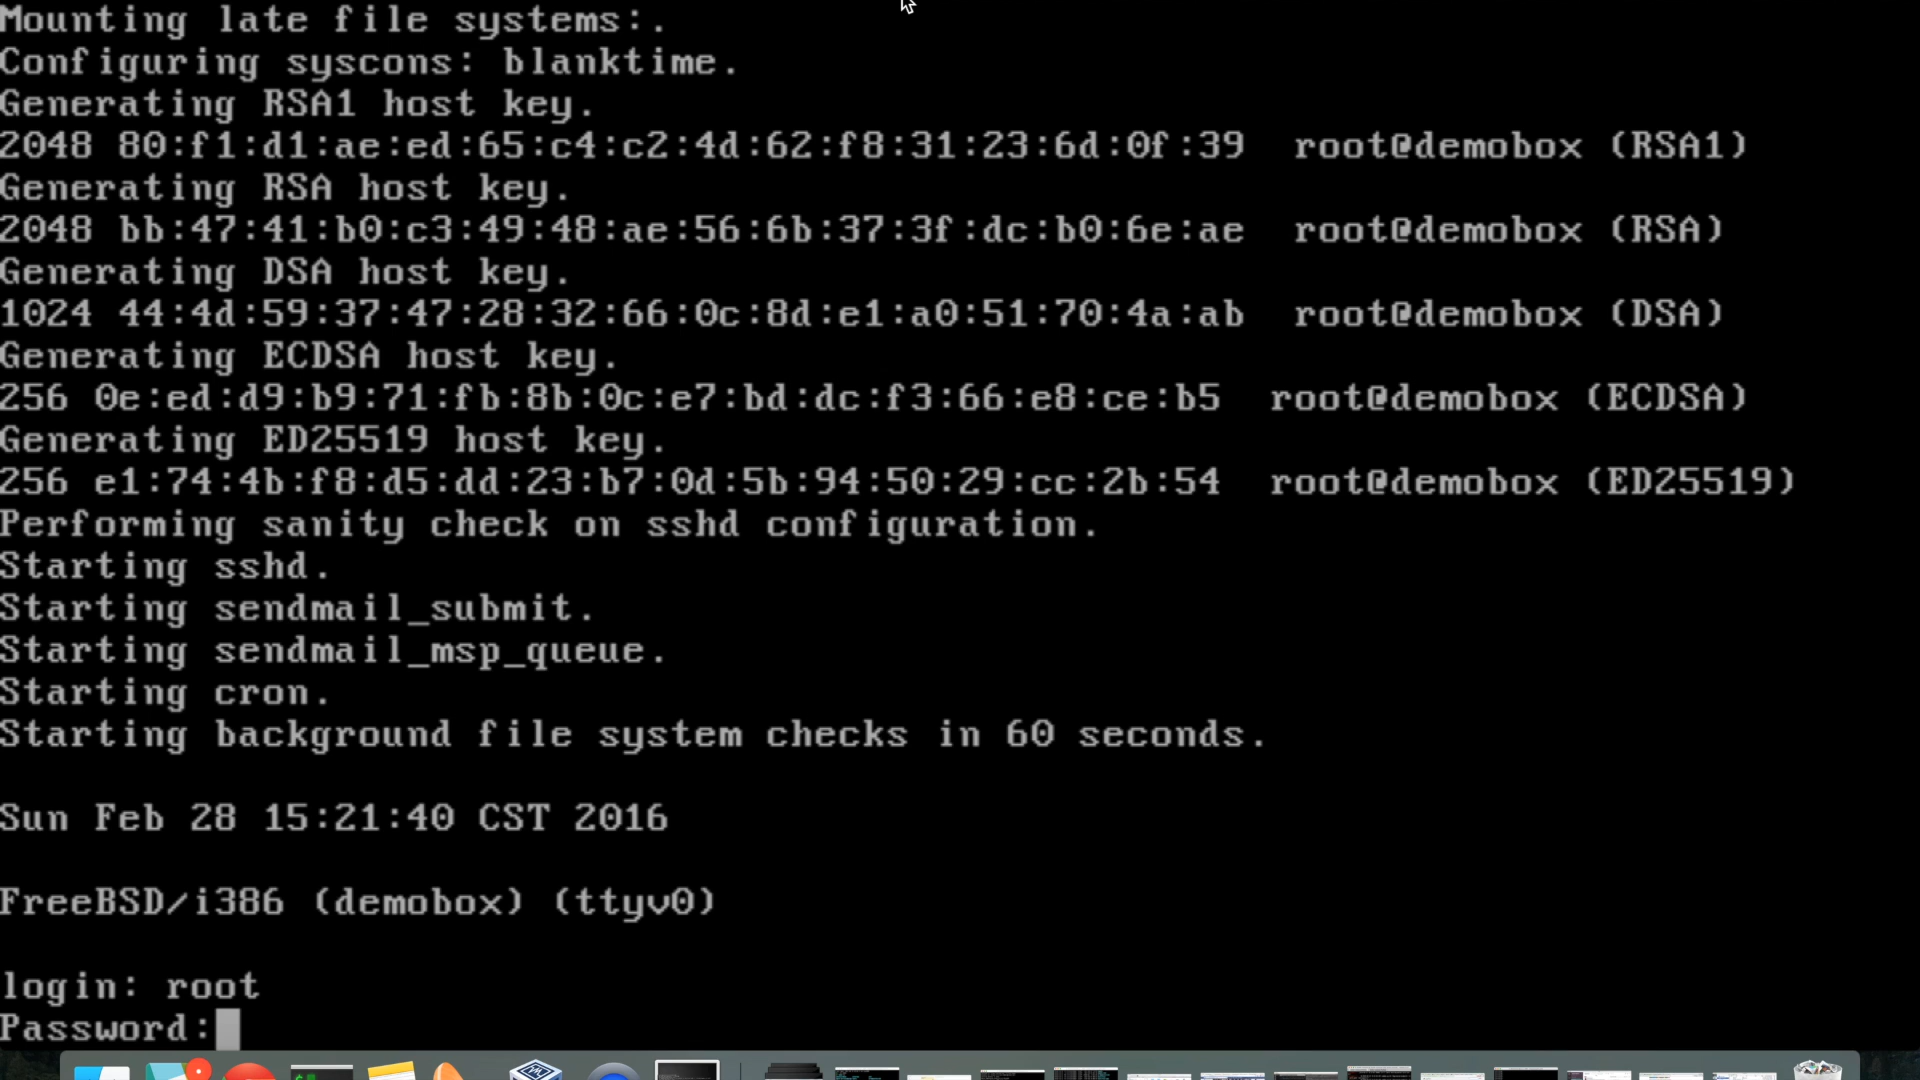 Mounting late file systems:.
Configuring syscons: blanktime.
Generating RSA1 host key.
2048 80:f1:d1:ae:ed:65:c4:c2:4d:62:f8:31:23:6d:0f:39  root@demobox (RSA1)
Generating RSA host key.
2048 bb:47:41:b0:c3:49:48:ae:56:6b:37:3f:dc:b0:6e:ae  root@demobox (RSA)
Generating DSA host key.
1024 44:4d:59:37:47:28:32:66:0c:8d:e1:a0:51:70:4a:ab  root@demobox (DSA)
Generating ECDSA host key.
256 0e:ed:d9:b9:71:fb:8b:0c:e7:bd:dc:f3:66:e8:ce:b5  root@demobox (ECDSA)
Generating ED25519 host key.
256 e1:74:4b:f8:d5:dd:23:b7:0d:5b:94:50:29:cc:2b:54  root@demobox (ED25519)
Performing sanity check on sshd configuration.
Starting sshd.
Starting sendmail_submit.
Starting sendmail_msp_queue.
Starting cron.
Starting background file system checks in 60 seconds.
Sun Feb 28 15:21:40 CST 2016
FreeBSD/i386 (demobox) (ttyv0)
login: root
Password: